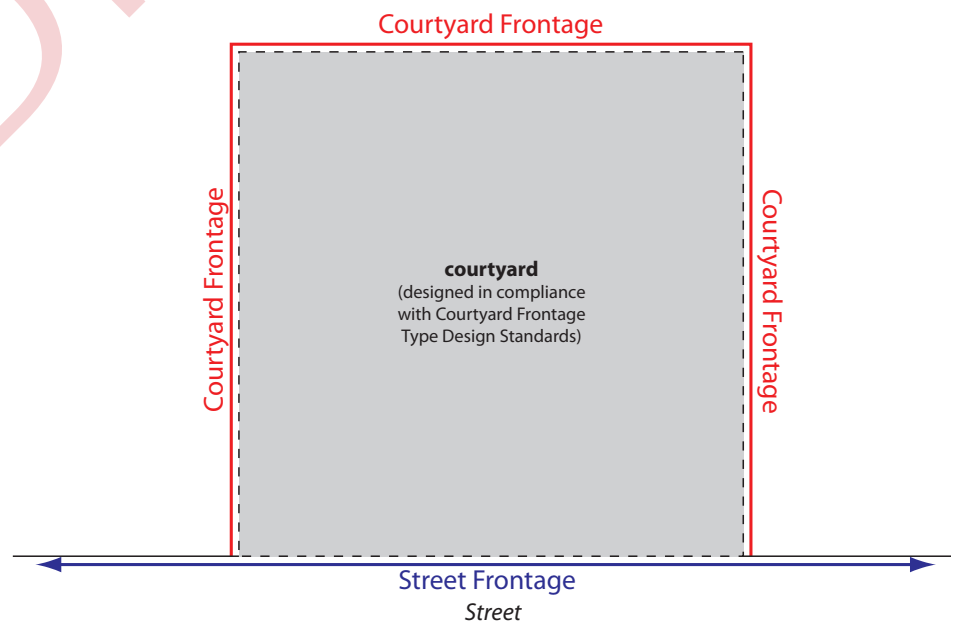 Courtyard Frontage
Courtyard Frontage
courtyard
(designed in compliance
with Courtyard Frontage
Type Design Standards)
Courtyard Frontage
Street Frontage
Street